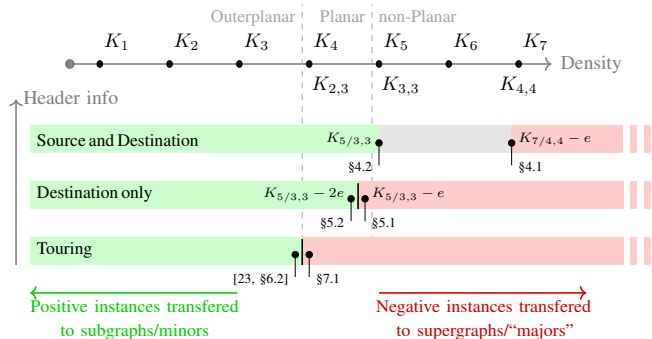 Outerplanar Planar non-Planar
K1 K2 K3 K4 K5 K6 K7
Density
K2,3 K3,3 K4,4
Header info
Source and Destination K5/3,3 K7/4,4 − e
§4.2 §4.1
Destination only K5/3,3 − 2e K5/3,3 − e
§5.2 §5.1
Touring
[23, §6.2] §7.1
Positive instances transfered Negative instances transfered
to subgraphs/minors to supergraphs/“majors”